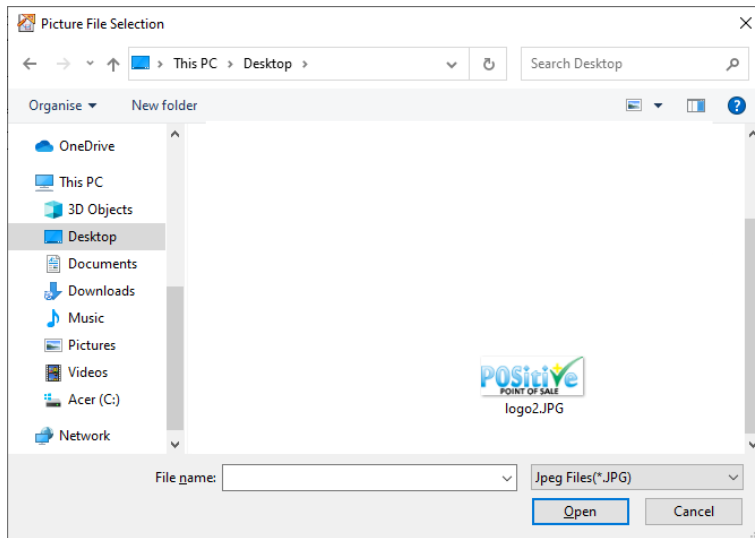 Picture File Selection
This PC > Desktop >
Search Desktop
Organise
New folder
OneDrive
This PC
3D Objects
Desktop
Documents
Downloads
Music
Pictures
Videos
Acer (C:)
Network
POSitive
POINT OF SALE
logo2.JPG
File name:
Jpeg Files(*.JPG)
Open
Cancel